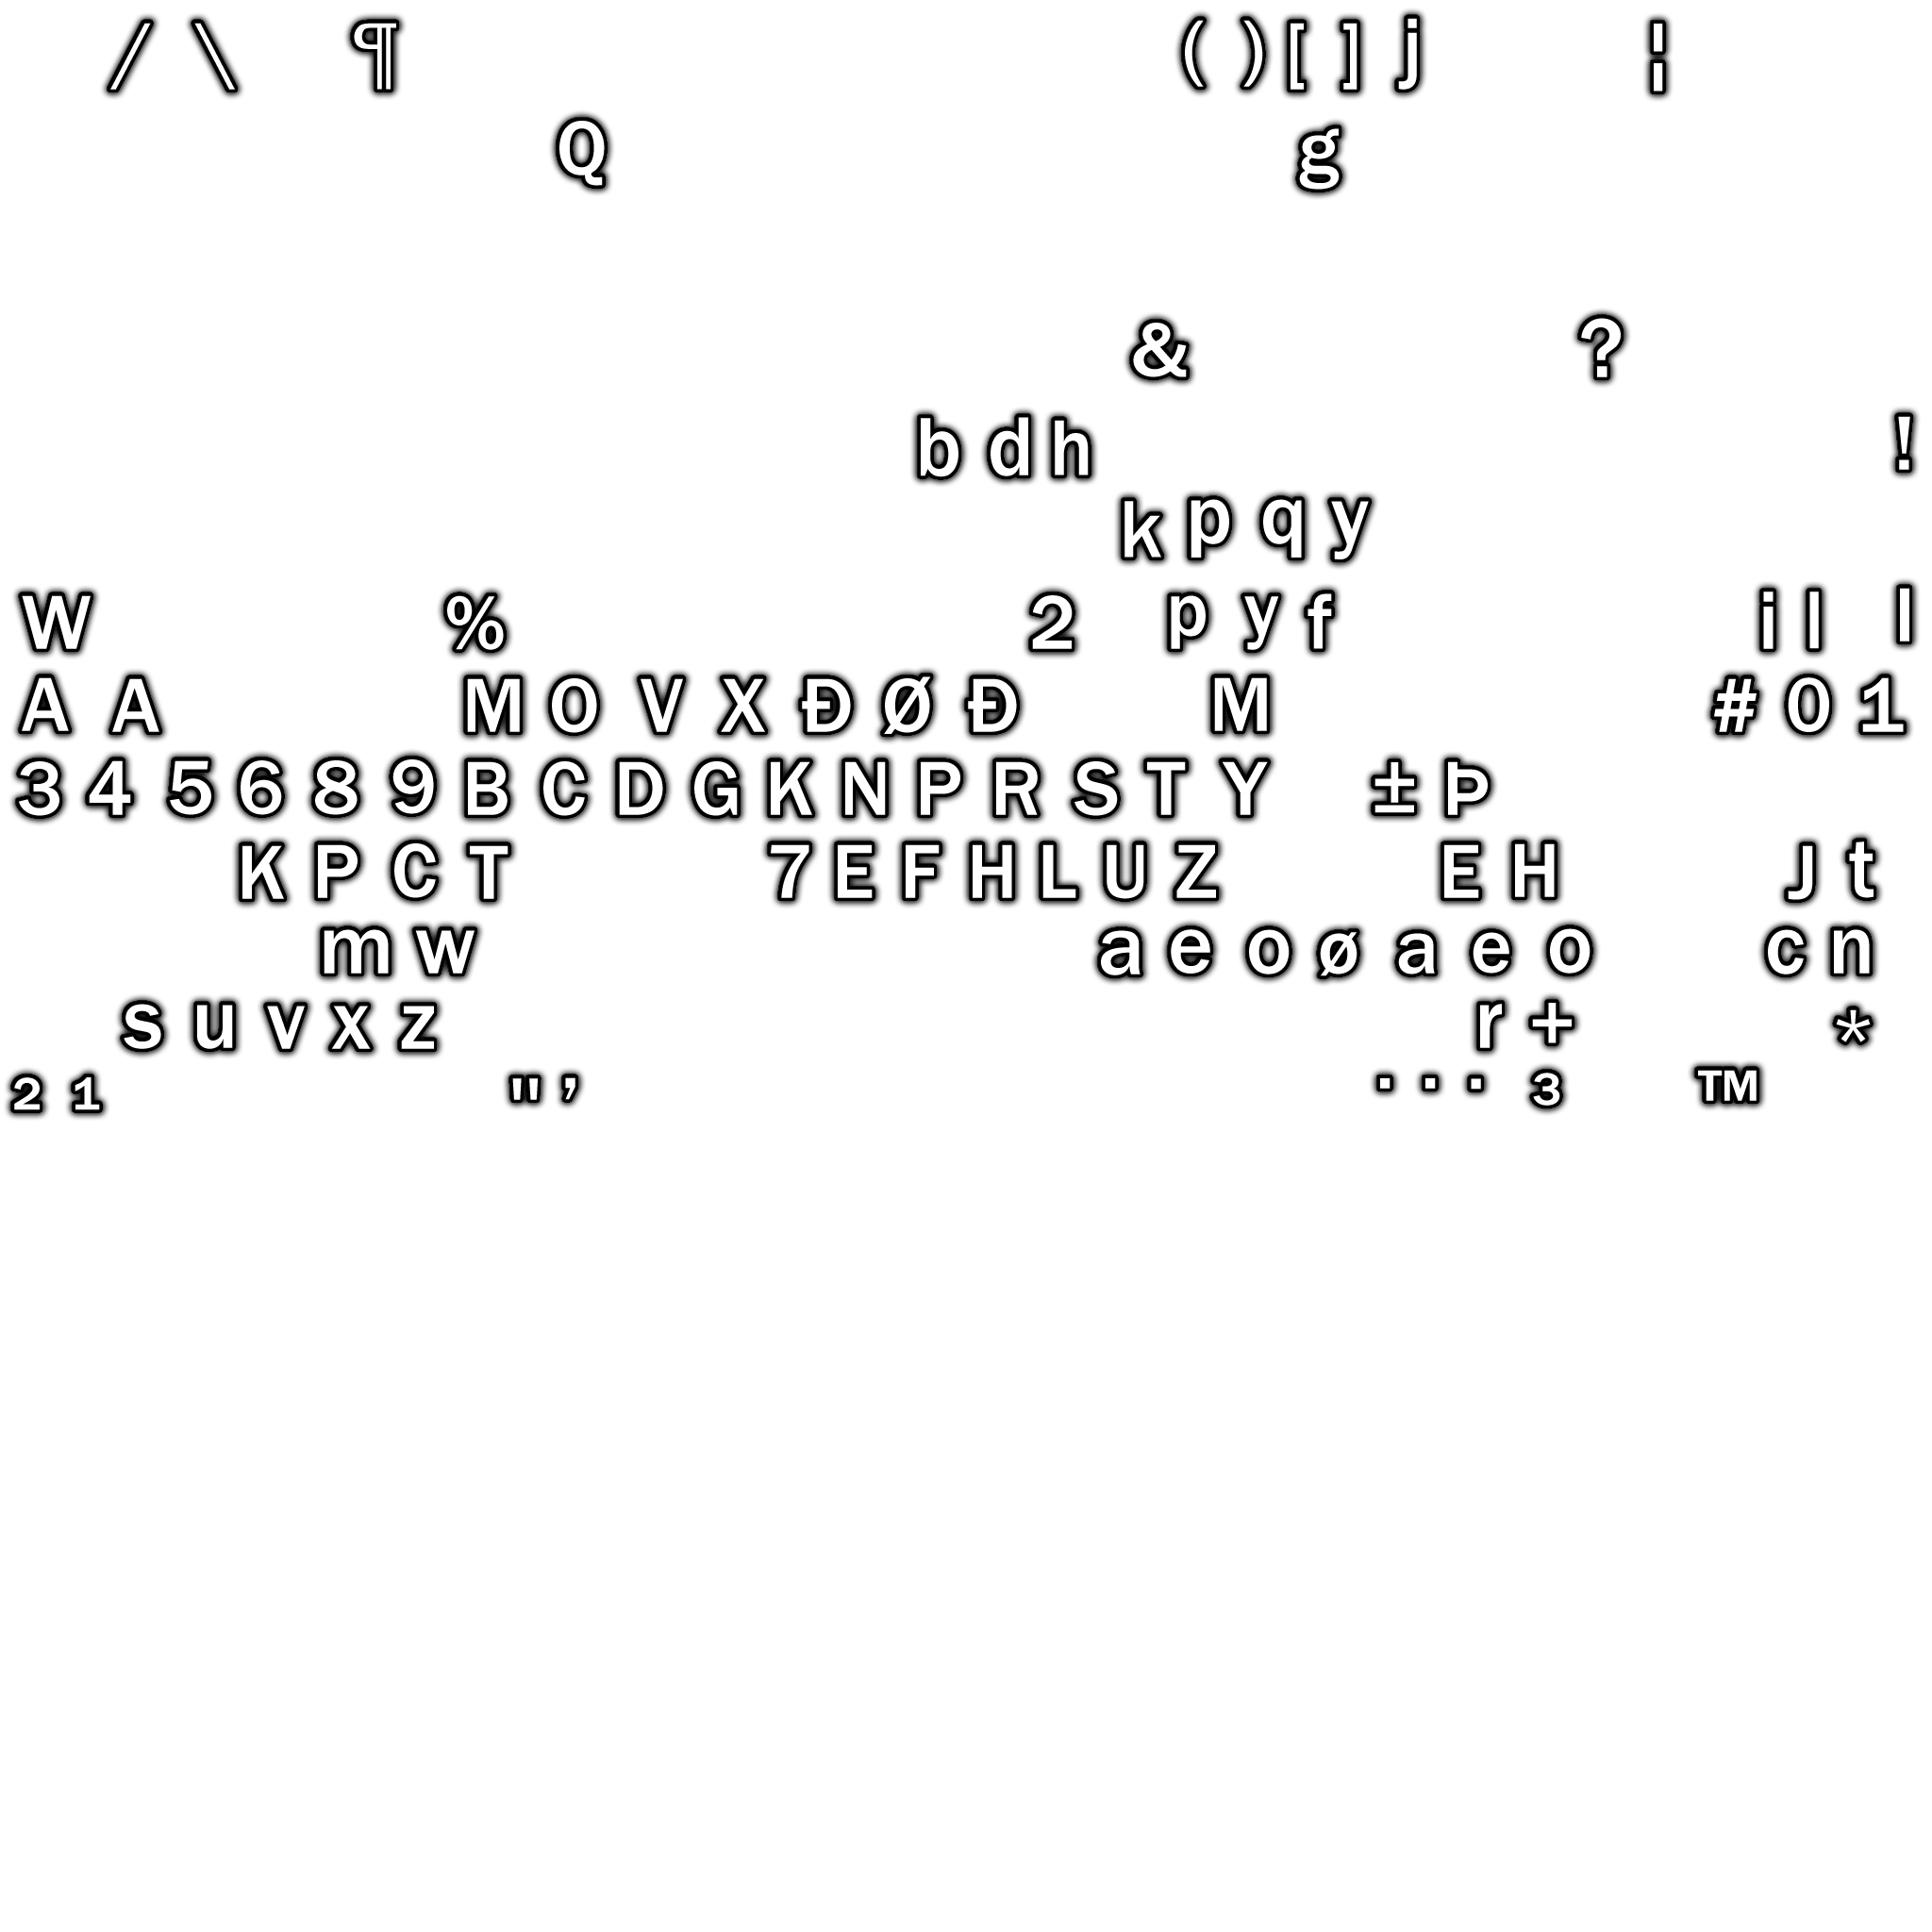 / \ ¶ ( ) [ ] j ¦
Q g
& ?
b d h !
k p q y
W % 2 p y f i l l
A A M O V X Ð Ø Ð M # 0 1
3 4 5 6 8 9 B C D G K N P R S T Y ± Þ
K P C T 7 E F H L U Z E H J t
m w a e o ø a e o c n
s u v x z r + *
² ¹ " ’ · · · ³ ™